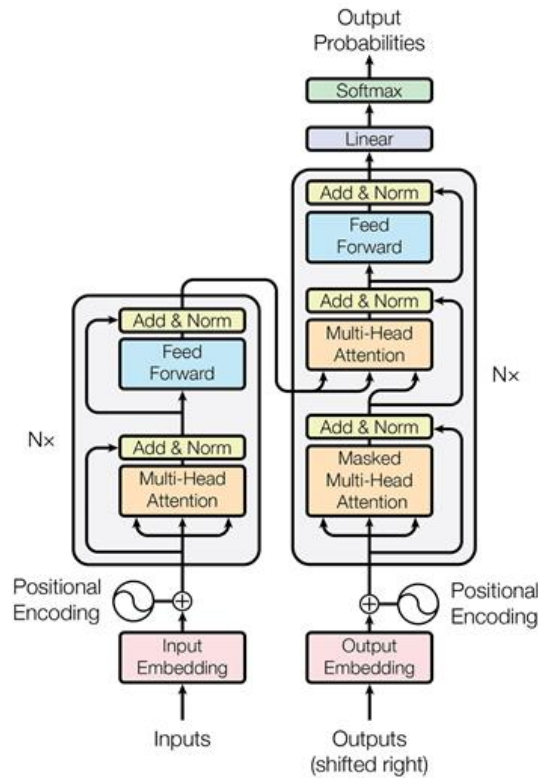 Output
Probabilities
Softmax
Linear
Add & Norm
Feed
Forward
Add & Norm
Multi-Head
Attention
Nx
Add & Norm
Masked
Multi-Head
Attention
Add & Norm
Feed
Forward
Nx
Add & Norm
Multi-Head
Attention
Positional
Encoding
Positional
Encoding
Input
Embedding
Output
Embedding
Inputs
Outputs
(shifted right)